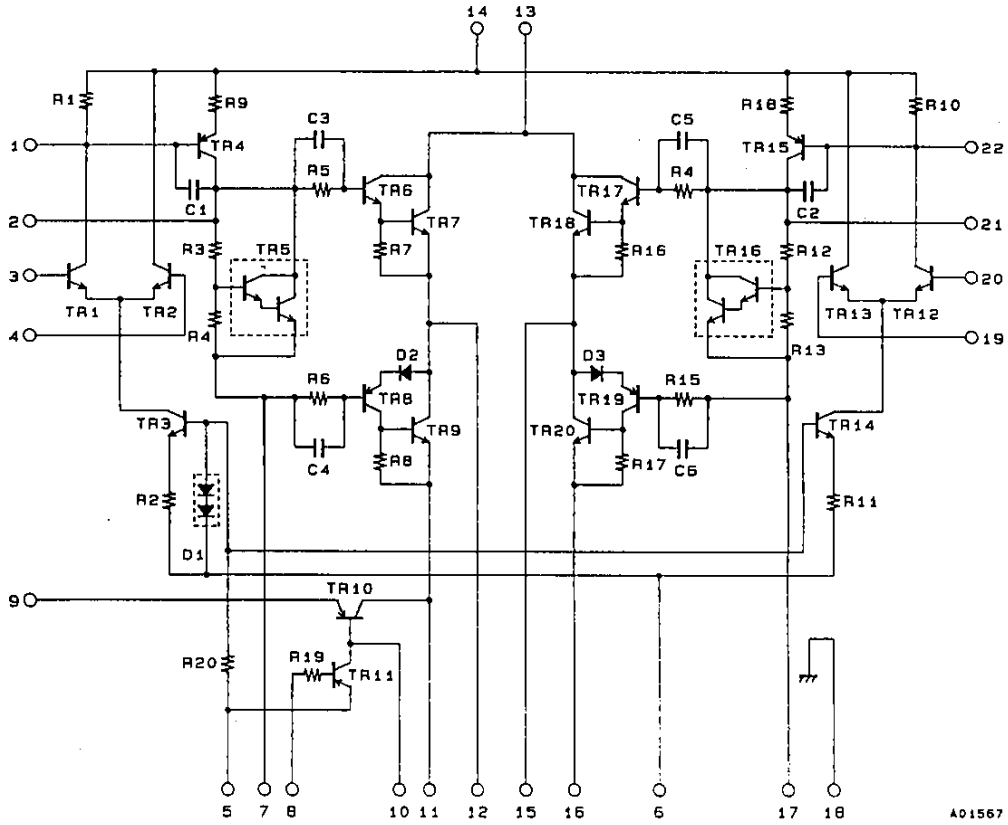 14 13
R1 R9 C3 C5 R18 R10
1 TR4 TR15 22
R5 R4
C1 TR6 TR17 C2
2 TR7 TR18 21
R3 TR5 R7 R16 TR16 R12
3 20
TR1 TR2 R4 TR13 TR12
4 R13 19
D2 D3
R6 TR8 TR19 R15
TR3 TR9 TR20 TR14
C4 R8 R17 C6
R2 R11
D1
TR10
9
R20 R19 TR11
5 7 8 10 11 12 15 16 6 17 18
A01567